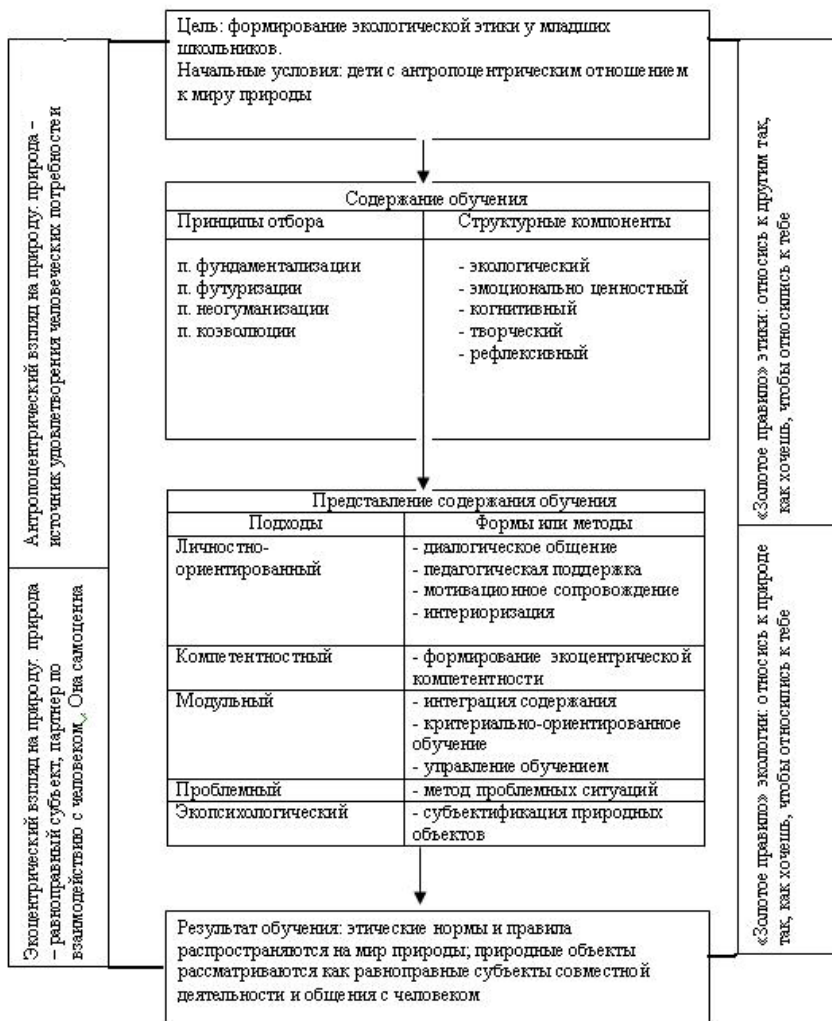 Цель: формирование экологической этики у младших
школьников.
Начальные условия: дети с антропоцентрическим отношением
к миру природы
Содержание обучения
Принципы отбора
п. фундаментализации
п. футуризации
п. неогуманизации
п. коэволюции
Структурные компоненты
- экологический
- эмоционально ценностный
- когнитивный
- творческий
- рефлексивный
Представление содержания обучения
Подходы
Формы или методы
Личностно-
ориентированный
- диалогическое общение
- педагогическая поддержка
- мотивационное сопровождение
- интериоризация
Компетентностный
- формирование экоцентрической
компетентности
Модульный
- интеграция содержания
- критериально-ориентированное
обучение
- управление обучением
Проблемный
- метод проблемных ситуаций
Экопсихологический
- субъектификация природных
объектов
Результат обучения: этические нормы и правила
распространяются на мир природы; природные объекты
рассматриваются как равноправные субъекты совместной
деятельности и общения с человеком
Антропоцентрический взгляд на природу: природа –
источник удовлетворения человеческих потребностей
Экоцентрический взгляд на природу: природа
– равноправный субъект, партнер по
взаимодействию с человеком. Она самоценна
«Золотое правило» этики: относись к другим так,
как хочешь, чтобы относились к тебе
«Золотое правило» экологии: относись к природе
так, как хочешь, чтобы относились к тебе